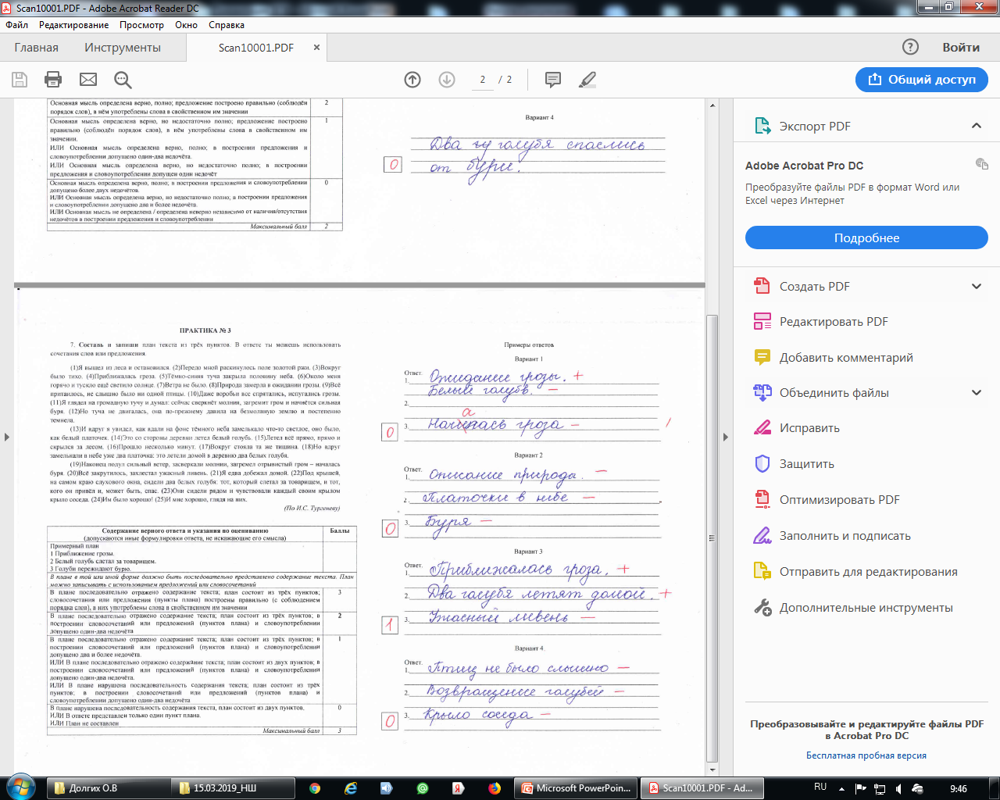 Scan10001.PDF - Adobe Acrobat Reader DC
Файл Редактирование Просмотр Окно Справка
Главная Инструменты Scan10001.PDF × Войти
2 / 2 Общий доступ
Основная мысль определена верно, полно; предложение построено правильно (соблюдён 2
порядок слов), в нём употреблены слова в свойственном им значении
Основная мысль определена верно, но недостаточно полно; предложение построено 1
правильно (соблюдён порядок слов), в нём употреблены слова в свойственном им
значении.
ИЛИ Основная мысль определена верно, полно; в построении предложения и
словоупотреблении допущено один-два недочёта.
ИЛИ Основная мысль определена верно, но недостаточно полно; в построении
предложения и словоупотреблении допущен один недочёт
Основная мысль определена верно, полно; в построении предложения и словоупотреблении 0
допущено более двух недочётов.
ИЛИ Основная мысль определена верно, но недостаточно полно; в построении предложения
и словоупотреблении допущено два и более недочёта.
ИЛИ Основная мысль не определена / определена неверно независимо от наличия/отсутствия
недочётов в построении предложения и словоупотреблении
Максимальный балл 2
Вариант 4
Два голубя спаслись
0 от бури.
ПРАКТИКА № 3
7. Составь и запиши план текста из трёх пунктов. В ответе ты можешь использовать
сочетания слов или предложения.
(1)Я вышел из леса и остановился. (2)Передо мной раскинулось поле золотой ржи. (3)Вокруг
было тихо. (4)Приближалась гроза. (5)Тёмно-синяя туча закрыла половину неба. (6)Около меня
горячо и тускло ещё светило солнце. (7)Ветра не было. (8)Природа замерла в ожидании грозы. (9)Всё
притаилось, не слышно было ни одной птицы. (10)Даже воробьи все спрятались, испугались грозы.
(11)Я глядел на громадную тучу и думал: сейчас сверкнёт молния, загремит гром и начнётся сильная
буря. (12)Но туча не двигалась, она по-прежнему давила на безмолвную землю и постепенно
темнела.
(13)И вдруг я увидел, как вдали на фоне тёмного неба замелькало что-то светлое, оно было,
как белый платочек. (14)Это со стороны деревни летел белый голубь. (15)Летел всё прямо, прямо и
скрылся за лесом. (16)Прошло несколько минут. (17)Вокруг стояла та же тишина. (18)Но вдруг
замелькали в небе уже два платочка: это летели домой в деревню два белых голубя.
(19)Наконец подул сильный ветер, засверкали молнии, загремел отрывистый гром – началась
буря. (20)Всё закрутилось, захлестал ужасный ливень. (21)Я едва добежал домой. (22)Под крышей,
на самом краю слухового окна, сидели два белых голубя: тот, который слетал за товарищем, и тот,
кого он привёл и, может быть, спас. (23)Они сидели рядом и чувствовали каждый своим крылом
крыло соседа. (24)Им было хорошо! (25)И мне хорошо, глядя на них.
(По И.С. Тургеневу)
Содержание верного ответа и указания по оцениванию Баллы
(допускаются иные формулировки ответа, не искажающие его смысла)
Примерный план
1 Приближение грозы.
2 Белый голубь слетал за товарищем.
3 Голуби пережидают бурю.
В плане в той или иной форме должно быть последовательно представлено содержание текста. План
можно записывать с использованием предложений или словосочетаний
В плане последовательно отражено содержание текста; план состоит из трёх пунктов; 3
словосочетания или предложения (пункты плана) построены правильно (с соблюдением
порядка слов), в них употреблены слова в свойственном им значении
В плане последовательно отражено содержание текста; план состоит из трёх пунктов; в 2
построении словосочетаний или предложений (пунктов плана) и словоупотреблении
допущено один-два недочёта
В плане последовательно отражено содержание текста; план состоит из трёх пунктов; в 1
построении словосочетаний или предложений (пунктов плана) и словоупотреблении
допущено два и более недочёта.
ИЛИ В плане последовательно отражено содержание текста; план состоит из двух пунктов; в
построении словосочетаний или предложений (пунктов плана) и словоупотреблении
допущено один-два недочёта.
ИЛИ В плане нарушена последовательность содержания текста; план состоит из трёх
пунктов; в построении словосочетаний или предложений (пунктов плана) и
словоупотреблении допущено один-два недочёта
В плане нарушена последовательность содержания текста, план состоит из двух пунктов. 0
ИЛИ В ответе представлен только один пункт плана.
ИЛИ План не составлен
Максимальный балл 3
Примеры ответов
Вариант 1
Ответ.
1. Ожидание грозы. +
Белый голубь. –
2.
а
0 3. Началась гроза –
Вариант 2
Ответ.
1. Описание природа. –
2. Платочки в небе –
0 3. Буря –
Вариант 3
Ответ.
1. Приближалась гроза. +
2. Два голубя летят домой. +
1 3. Ужасный ливень –
Вариант 4.
Ответ.
1. Птиц не было слышно –
2. Возвращение голубей –
0 3. Крыло соседа –
Экспорт PDF
Adobe Acrobat Pro DC
Преобразуйте файлы PDF в формат Word или
Excel через Интернет
Подробнее
Создать PDF
Редактировать PDF
Добавить комментарий
Объединить файлы
Исправить
Защитить
Оптимизировать PDF
Заполнить и подписать
Отправить для редактирования
Дополнительные инструменты
Преобразовывайте и редактируйте файлы PDF
в Acrobat Pro DC
Бесплатная пробная версия
Долгих О.В 15.03.2019_НШ Microsoft PowerPoin... Scan10001.PDF - Ad... RU 9:46